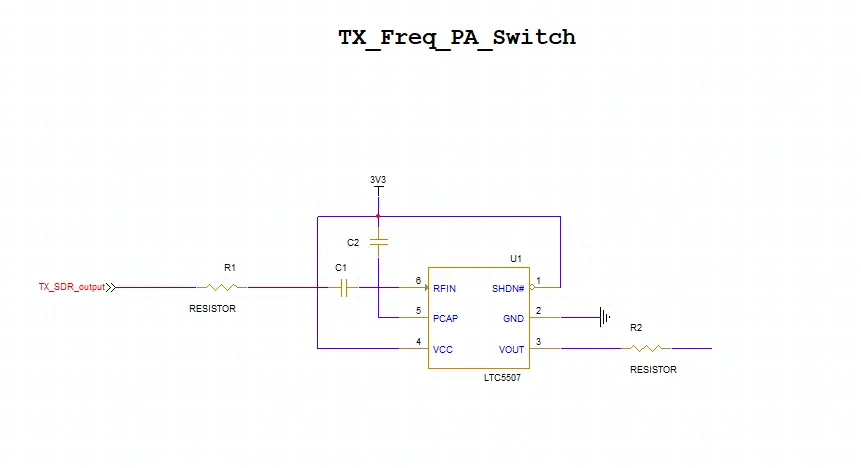 TX_Freq_PA_Switch
3V3
C2
U1
R1
C1
6
1
TX_SDR_output
RFIN
SHDN#
RESISTOR
5
2
PCAP
GND
R2
4
3
VCC
VOUT
RESISTOR
LTC5507